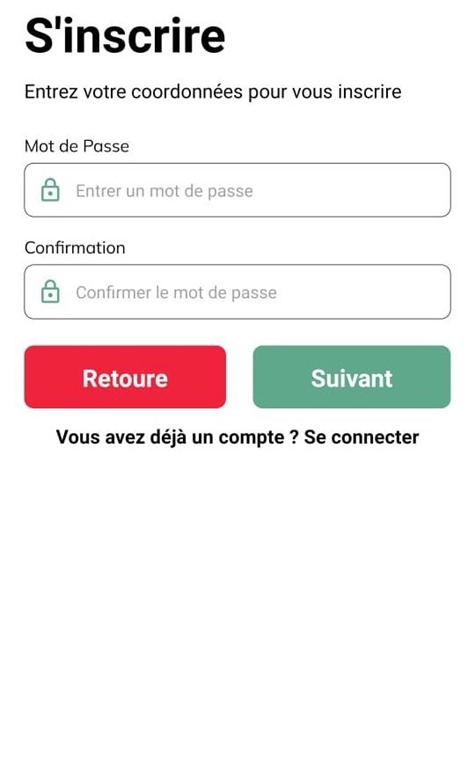 S'inscrire
Entrez votre coordonnées pour vous inscrire
Mot de Passe
Entrer un mot de passe
Confirmation
Confirmer le mot de passe
Retoure
Suivant
Vous avez déjà un compte ? Se connecter